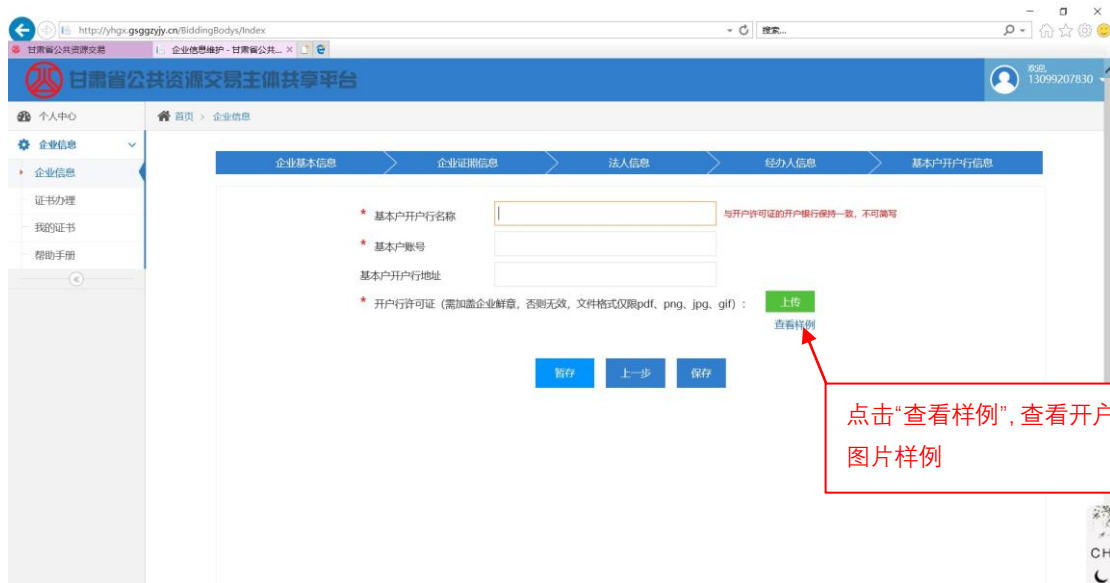 http://yhgx.gsggzyjy.cn/BiddingBodys/Index
搜索...
甘肃省公共资源交易
企业信息维护 - 甘肃省公共... ×
甘肃省公共资源交易主体共享平台
欢迎,
13099207830
个人中心
首页 > 企业信息
企业信息
企业信息
证书办理
我的证书
帮助手册
企业基本信息
企业证照信息
法人信息
经办人信息
基本户开户行信息
* 基本户开户行名称
与开户许可证的开户银行保持一致，不可简写
* 基本户账号
基本户开户行地址
* 开户行许可证（需加盖企业鲜章，否则无效，文件格式仅限pdf、png、jpg、gif）：
上传
查看样例
暂存
上一步
保存
点击“查看样例”, 查看开户
图片样例
CH